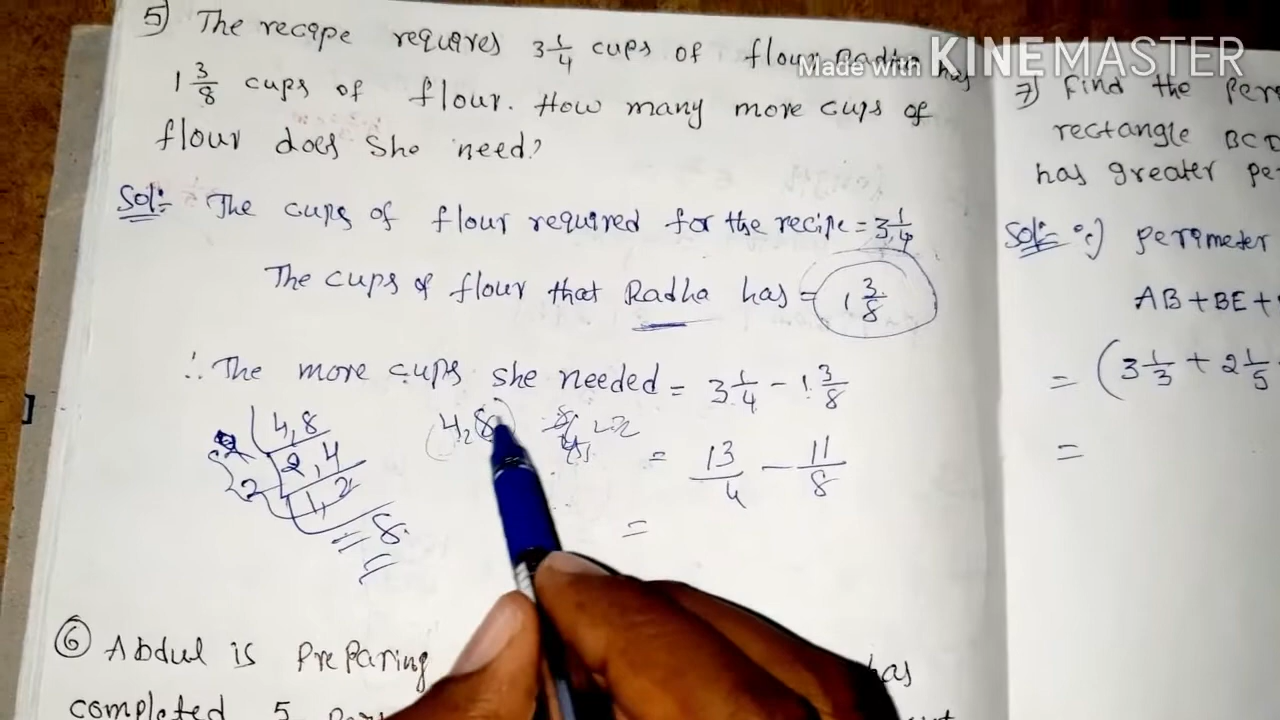 5) The recipe requires 3 1/4 cups of flour. Radha has
1 3/8 cups of flour. How many more cups of
flour does she need?
Sol:- The cups of flour required for the recipe = 3 1/4
The cups of flour that Radha has = 1 3/8
∴ The more cups she needed = 3 1/4 - 1 3/8
= 13/4 - 11/8
=
4,8
2,4
2 1,2
8
4,8
6 Abdul is Preparing has
completed 5
Made with KINEMASTER
7) Find the
rectangle
has greater
Sol:- perimeter
AB + BE +
= (3 1/3 + 2 1/5
=